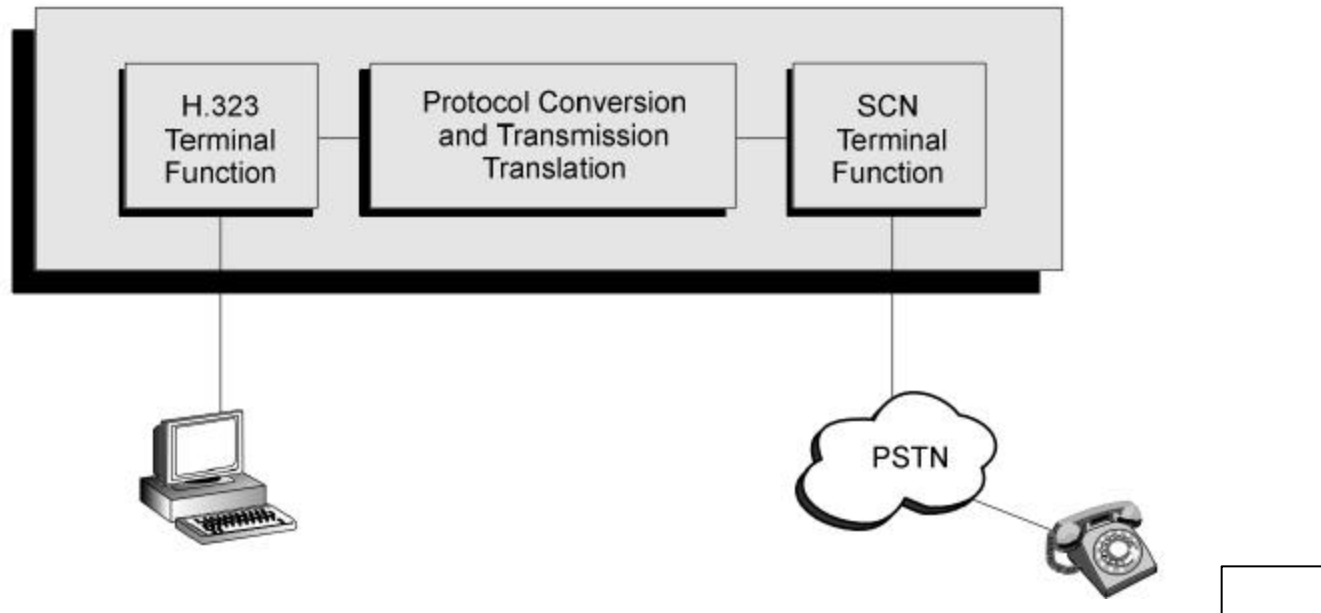 H.323
Terminal
Function
Protocol Conversion
and Transmission
Translation
SCN
Terminal
Function
PSTN